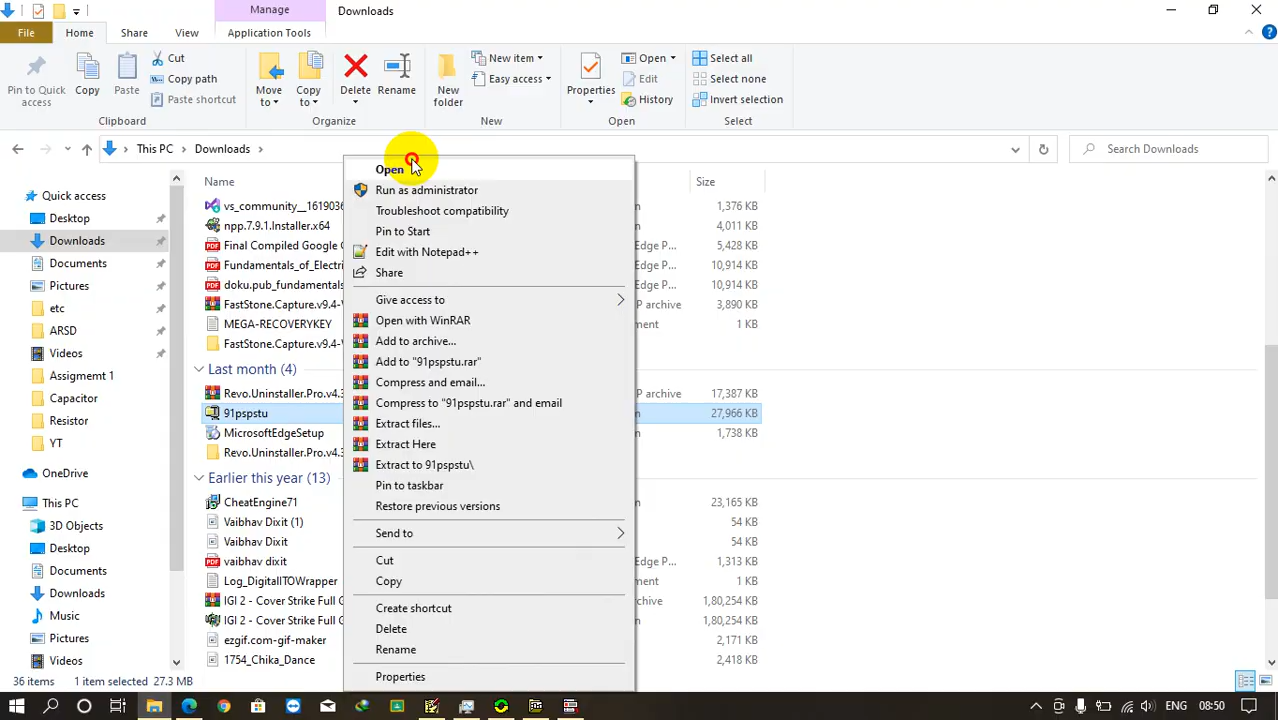 Manage
Downloads
File
Home
Share
View
Application Tools
Pin to Quick access
Copy
Paste
Cut
Copy path
Paste shortcut
Move to
Copy to
Delete
Rename
New folder
New item
Easy access
Properties
Open
Edit
History
Select all
Select none
Invert selection
Clipboard
Organize
New
Open
Select
This PC
Downloads
Search Downloads
Name
Size
Quick access
Desktop
Downloads
Documents
Pictures
etc
ARSD
Videos
Assigmemt 1
Capacitor
Resistor
YT
OneDrive
This PC
3D Objects
Desktop
Documents
Downloads
Music
Pictures
Videos
vs_community__1619036 1,376 KB
npp.7.9.1.Installer.x64 4,011 KB
Final Compiled Google Edge P... 5,428 KB
Fundamentals_of_Electri Edge P... 10,914 KB
doku.pub_fundamentals Edge P... 10,914 KB
FastStone.Capture.v9.4- P archive 3,890 KB
MEGA-RECOVERYKEY ment 1 KB
FastStone.Capture.v9.4-
Last month (4)
Revo.Uninstaller.Pro.v4.3 P archive 17,387 KB
91pspstu 27,966 KB
MicrosoftEdgeSetup 1,738 KB
Revo.Uninstaller.Pro.v4.3
Earlier this year (13)
CheatEngine71 23,165 KB
Vaibhav Dixit (1) 54 KB
Vaibhav Dixit 54 KB
vaibhav dixit Edge P... 1,313 KB
Log_DigitalITOWrapper 1 KB
IGI 2 - Cover Strike Full G archive 1,80,254 KB
IGI 2 - Cover Strike Full G 1,80,254 KB
ezgif.com-gif-maker 2,171 KB
1754_Chika_Dance 2,418 KB
Open
Run as administrator
Troubleshoot compatibility
Pin to Start
Edit with Notepad++
Share
Give access to
Open with WinRAR
Add to archive...
Add to "91pspstu.rar"
Compress and email...
Compress to "91pspstu.rar" and email
Extract files...
Extract Here
Extract to 91pspstu\
Pin to taskbar
Restore previous versions
Send to
Cut
Copy
Create shortcut
Delete
Rename
Properties
36 items 1 item selected 27.3 MB
ENG 08:50